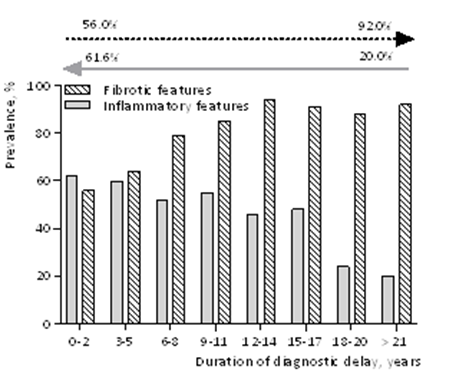 56.0% 92.0%
61.6% 20.0%
100
Fibrotic features
Inflammatory features
80
60
40
20
0
Prevalence, %
0-2 3-5 6-8 9-11 12-14 15-17 18-20 > 21
Duration of diagnostic delay, years